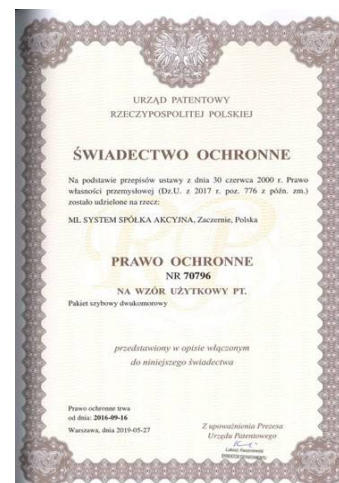 URZĄD PATENTOWY
RZECZYPOSPOLITEJ POLSKIEJ
ŚWIADECTWO OCHRONNE
Na podstawie przepisów ustawy z dnia 30 czerwca 2000 r. Prawo
własności przemysłowej (Dz.U. z 2017 r. poz. 776 z późn. zm.)
zostało udzielone na rzecz:
ML SYSTEM SPÓŁKA AKCYJNA, Zaczernie, Polska
PRAWO OCHRONNE
NR 70796
NA WZÓR UŻYTKOWY PT.
Pakiet szybowy dwukomorowy
przedstawiony w opisie włączonym
do niniejszego świadectwa
Prawo ochronne trwa
od dnia: 2016-09-16
Warszawa, dnia 2019-05-27
Z upoważnienia Prezesa
Urzędu Patentowego